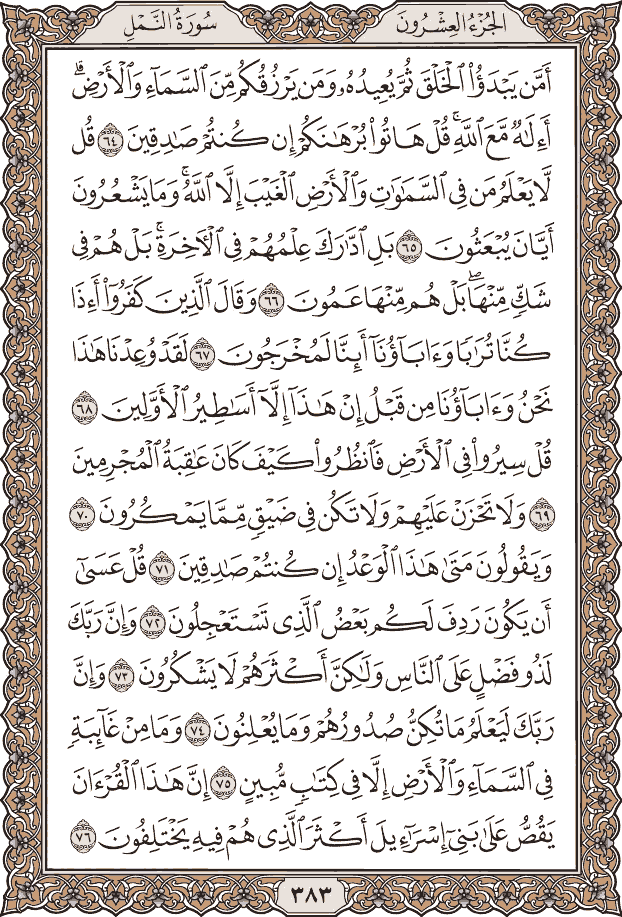 الجُزْءُ العِشْرُونَ
سُورَةُ النَّمْلِ
أَمَّن يَبْدَؤُا۟ ٱلْخَلْقَ ثُمَّ يُعِيدُهُۥ وَمَن يَرْزُقُكُم مِّنَ ٱلسَّمَآءِ وَٱلْأَرْضِ ۗ
أَءِلَٰهٌ مَّعَ ٱللَّهِ ۚ قُلْ هَاتُوا۟ بُرْهَٰنَكُمْ إِن كُنتُمْ صَٰدِقِينَ ٦٤ قُل
لَّا يَعْلَمُ مَن فِى ٱلسَّمَٰوَٰتِ وَٱلْأَرْضِ ٱلْغَيْبَ إِلَّا ٱللَّهُ ۚ وَمَا يَشْعُرُونَ
أَيَّانَ يُبْعَثُونَ ٦٥ بَلِ ٱدَّٰرَكَ عِلْمُهُمْ فِى ٱلْءَاخِرَةِ ۚ بَلْ هُمْ فِى
شَكٍّ مِّنْهَا ۖ بَلْ هُم مِّنْهَا عَمُونَ ٦٦ وَقَالَ ٱلَّذِينَ كَفَرُوٓا۟ أَءِذَا
كُنَّا تُرَٰبًا وَءَابَآؤُنَآ أَئِنَّا لَمُخْرَجُونَ ٦٧ لَقَدْ وُعِدْنَا هَٰذَا
نَحْنُ وَءَابَآؤُنَا مِن قَبْلُ إِنْ هَٰذَآ إِلَّآ أَسَٰطِيرُ ٱلْأَوَّلِينَ ٦٨
قُلْ سِيرُوا۟ فِى ٱلْأَرْضِ فَٱنظُرُوا۟ كَيْفَ كَانَ عَٰقِبَةُ ٱلْمُجْرِمِينَ
٦٩ وَلَا تَحْزَنْ عَلَيْهِمْ وَلَا تَكُن فِى ضَيْقٍ مِّمَّا يَمْكُرُونَ ٧٠
وَيَقُولُونَ مَتَىٰ هَٰذَا ٱلْوَعْدُ إِن كُنتُمْ صَٰدِقِينَ ٧١ قُلْ عَسَىٰٓ
أَن يَكُونَ رَدِفَ لَكُم بَعْضُ ٱلَّذِى تَسْتَعْجِلُونَ ٧٢ وَإِنَّ رَبَّكَ
لَذُو فَضْلٍ عَلَى ٱلنَّاسِ وَلَٰكِنَّ أَكْثَرَهُمْ لَا يَشْكُرُونَ ٧٣ وَإِنَّ
رَبَّكَ لَيَعْلَمُ مَا تُكِنُّ صُدُورُهُمْ وَمَا يُعْلِنُونَ ٧٤ وَمَا مِنْ غَآئِبَةٍ
فِى ٱلسَّمَآءِ وَٱلْأَرْضِ إِلَّا فِى كِتَٰبٍ مُّبِينٍ ٧٥ إِنَّ هَٰذَا ٱلْقُرْءَانَ
يَقُصُّ عَلَىٰ بَنِىٓ إِسْرَٰٓءِيلَ أَكْثَرَ ٱلَّذِى هُمْ فِيهِ يَخْتَلِفُونَ ٧٦
٣٨٣